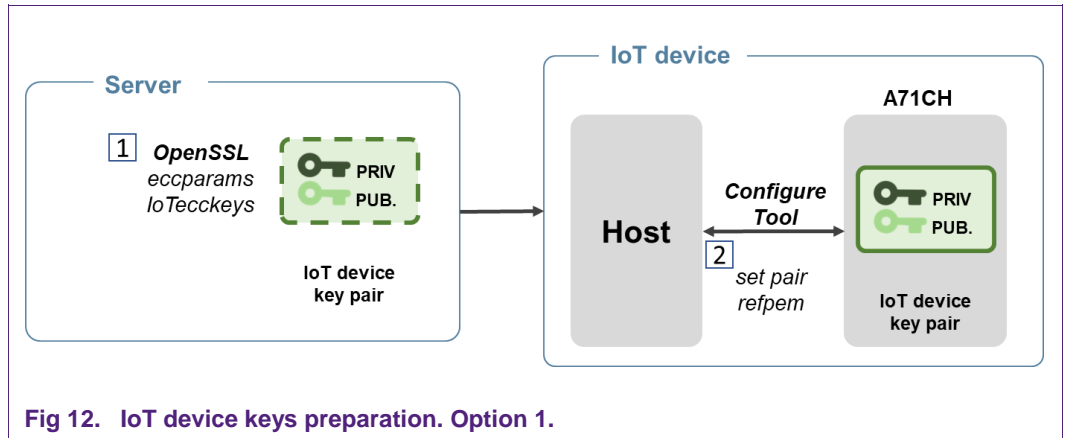 Server
1
OpenSSL
eccparams
IoTecckeys
PRIV
PUB.
IoT device
key pair
IoT device
A71CH
Host
Configure
Tool
2
set pair
refpem
PRIV
PUB.
IoT device
key pair
Fig 12. IoT device keys preparation. Option 1.